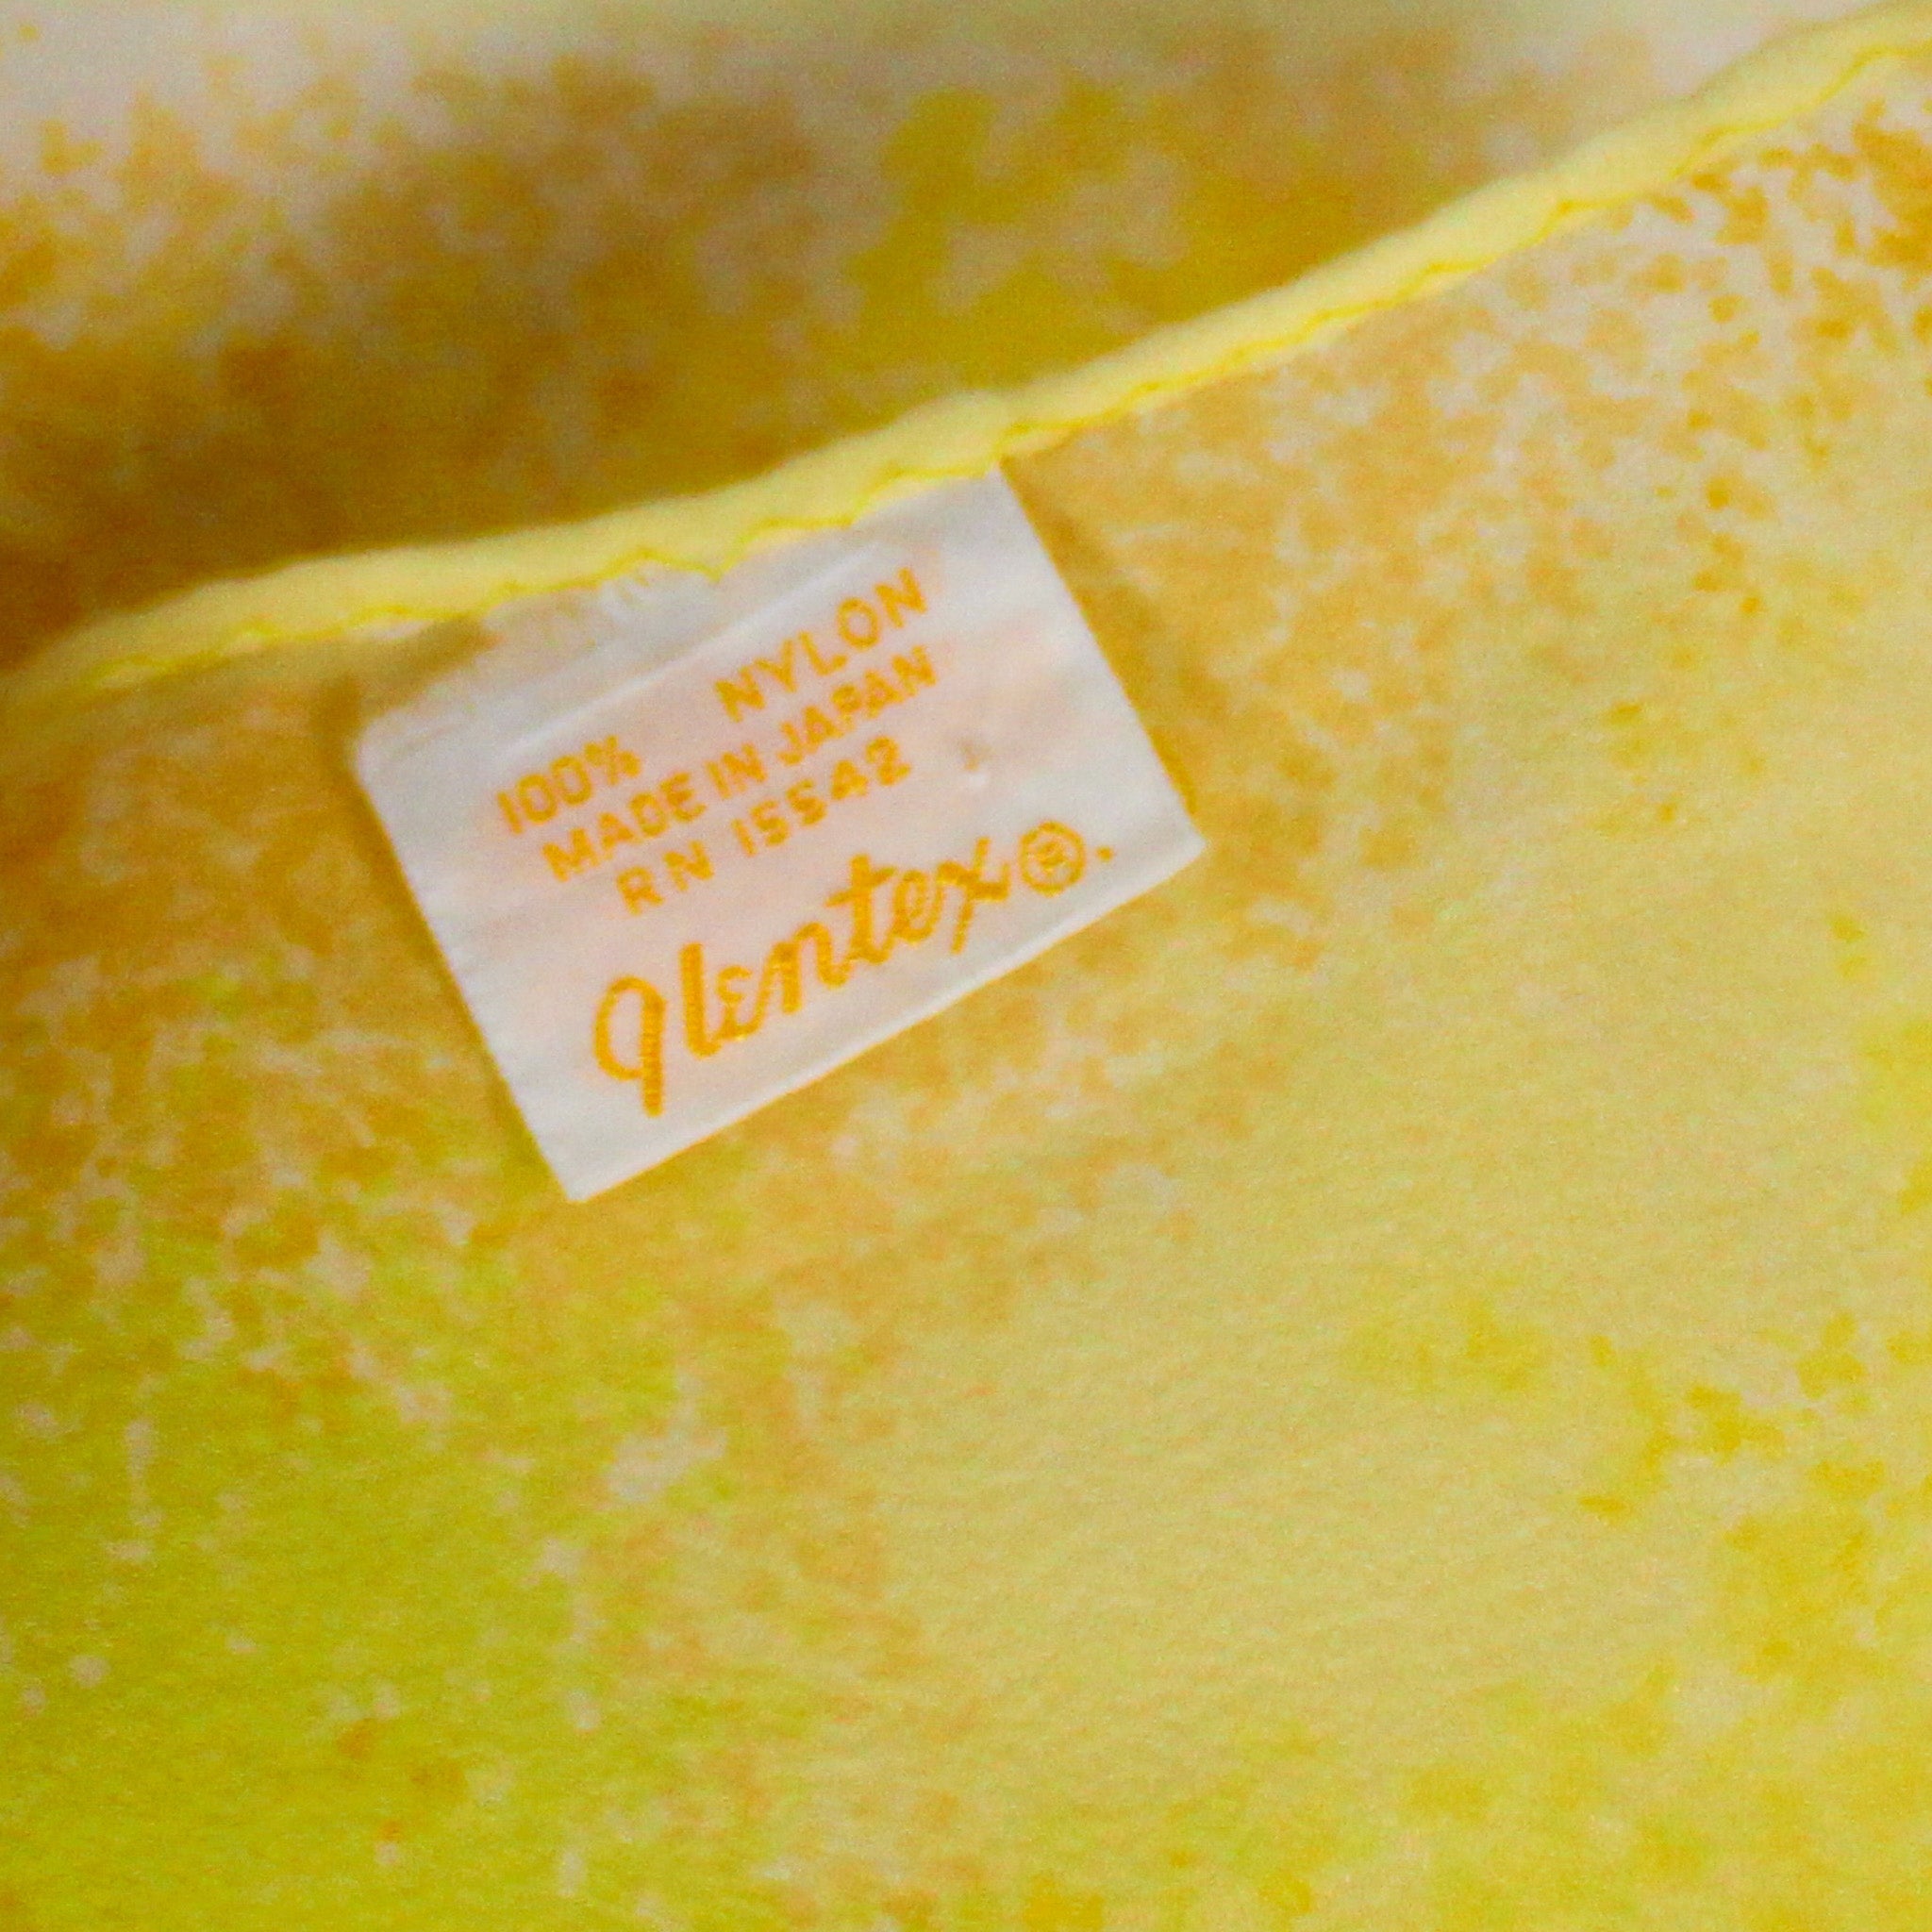 100% NYLON
MADE IN JAPAN
RN 15542
glentex®.